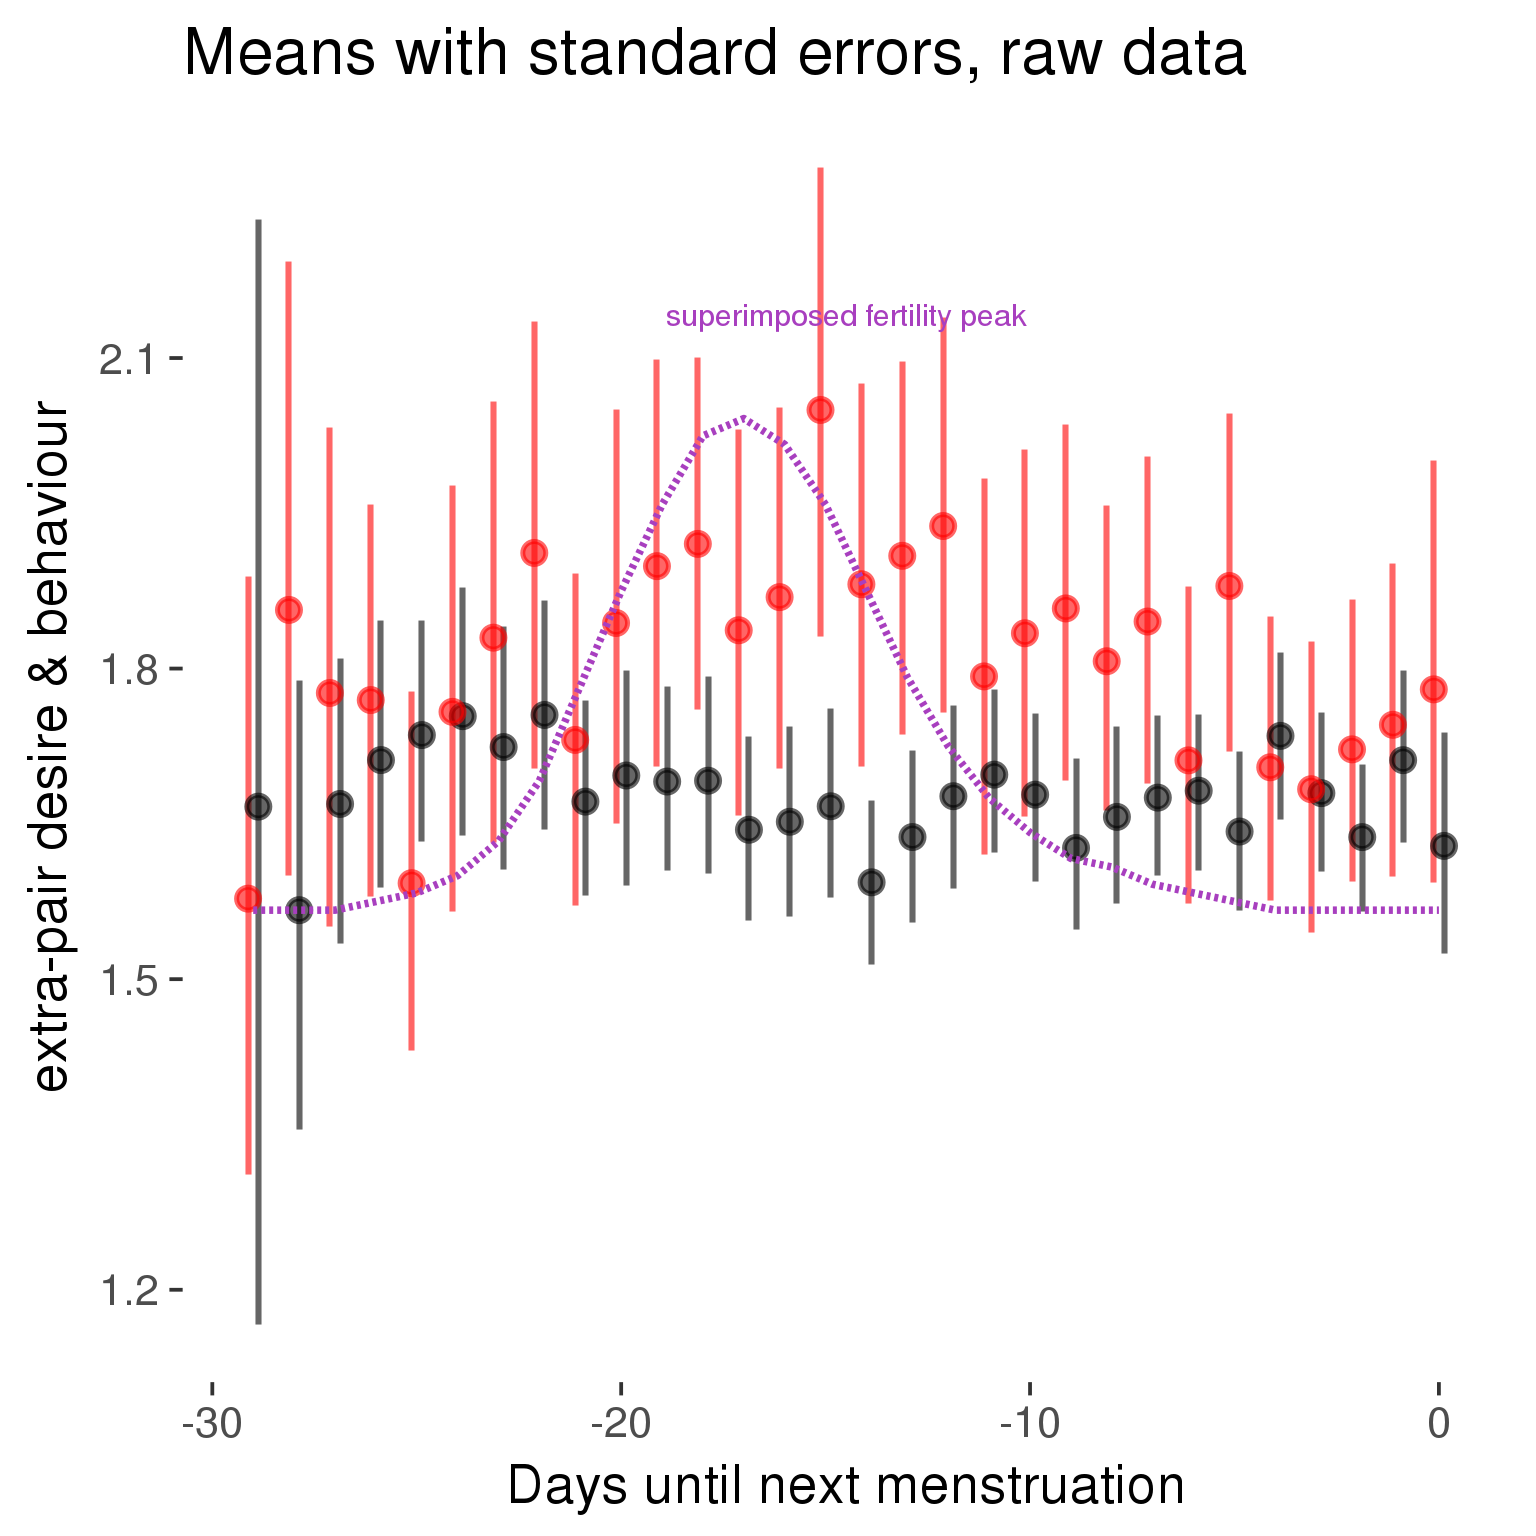 Means with standard errors, raw data
superimposed fertility peak
extra-pair desire & behaviour
2.1
1.8
1.5
1.2
-30
-20
-10
0
Days until next menstruation